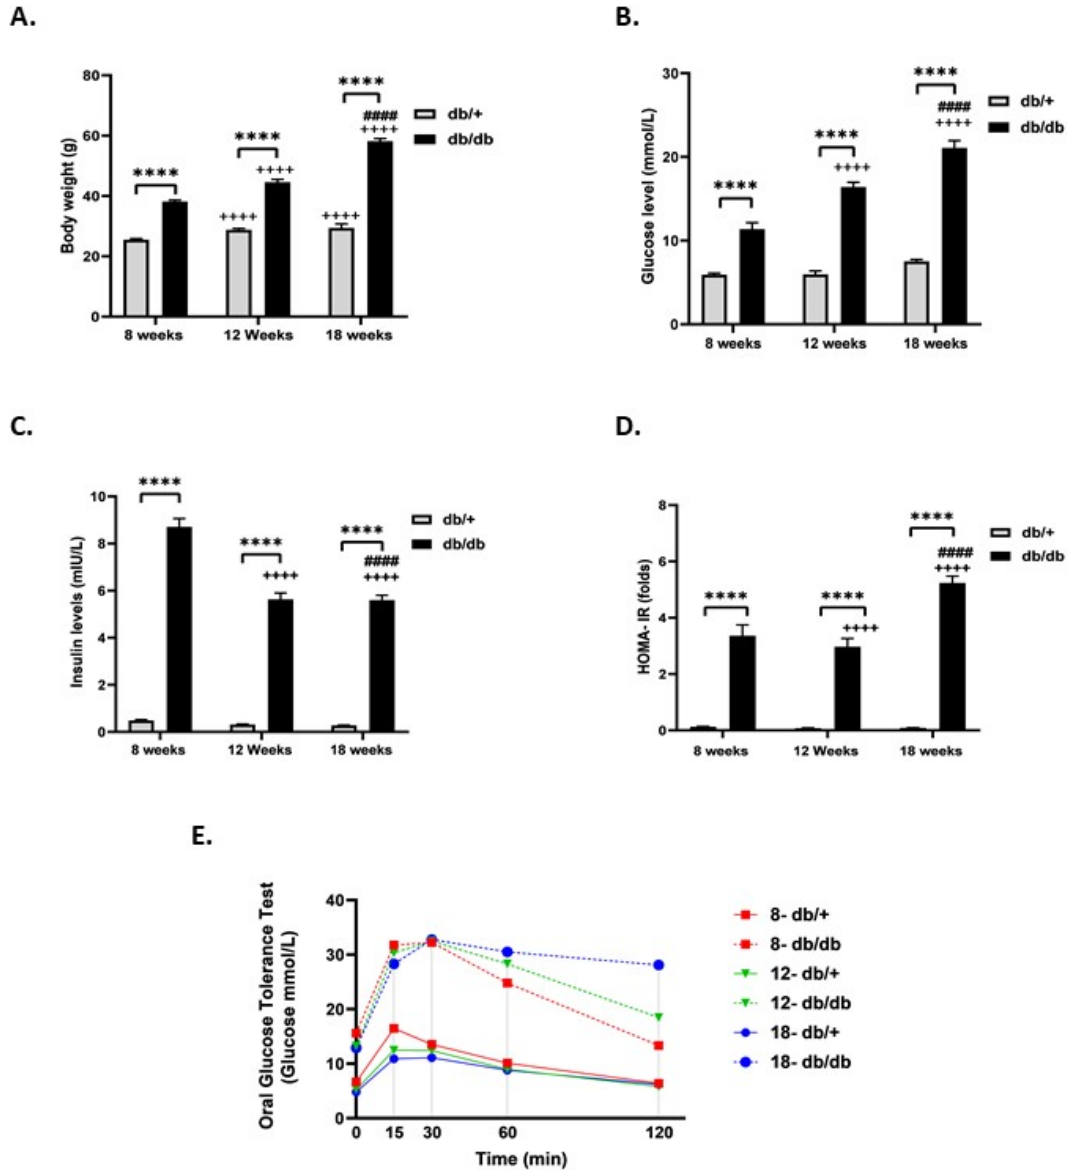 A.
Body weight (g)
80
60
40
20
0
****
****
++++
++++
****
++++
####
++++
8 weeks
12 Weeks
18 weeks
db/+
db/db
B.
Glucose level (mmol/L)
30
20
10
0
****
****
++++
****
####
++++
8 weeks
12 weeks
18 weeks
db/+
db/db
C.
Insulin levels (mIU/L)
10
8
6
4
2
0
****
****
++++
****
####
++++
8 weeks
12 Weeks
18 weeks
db/+
db/db
D.
HOMA- IR (folds)
8
6
4
2
0
****
****
++++
****
####
++++
8 weeks
12 Weeks
18 weeks
db/+
db/db
E.
Oral Glucose Tolerance Test
(Glucose mmol/L)
40
30
20
10
0
0 15 30 60 120
Time (min)
8- db/+
8- db/db
12- db/+
12- db/db
18- db/+
18- db/db